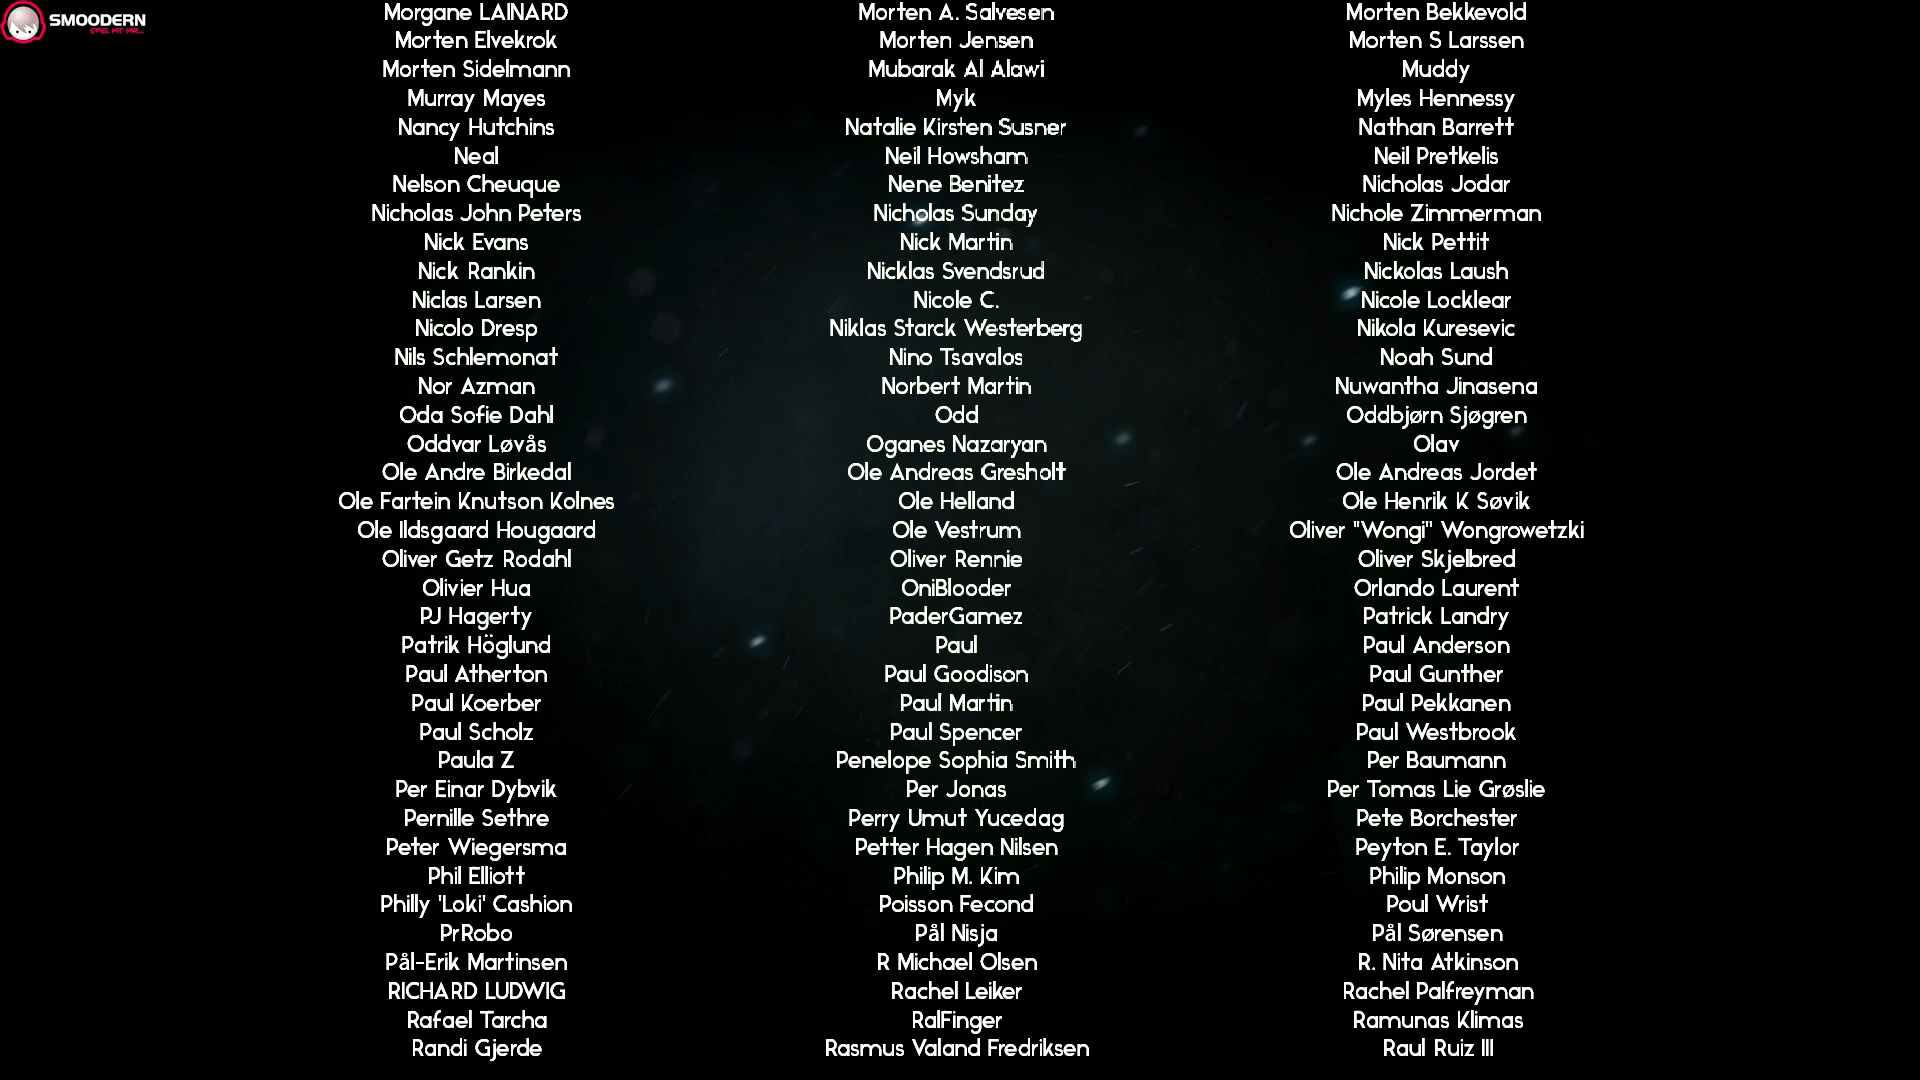 SMOODERN
SPIEL MIT MIR...
Morgane LAINARD Morten A. Salvesen Morten Bekkevold
Morten Elvekrok Morten Jensen Morten S Larssen
Morten Sidelmann Mubarak Al Alawi Muddy
Murray Mayes Myk Myles Hennessy
Nancy Hutchins Natalie Kirsten Susner Nathan Barrett
Neal Neil Howsham Neil Pretkelis
Nelson Cheuque Nene Benitez Nicholas Jodar
Nicholas John Peters Nicholas Sunday Nichole Zimmerman
Nick Evans Nick Martin Nick Pettit
Nick Rankin Nicklas Svendsrud Nickolas Laush
Niclas Larsen Nicole C. Nicole Locklear
Nicolo Dresp Niklas Starck Westerberg Nikola Kuresevic
Nils Schlemonat Nino Tsavalos Noah Sund
Nor Azman Norbert Martin Nuwantha Jinasena
Oda Sofie Dahl Odd Oddbjørn Sjøgren
Oddvar Løvås Oganes Nazaryan Olav
Ole Andre Birkedal Ole Andreas Gresholt Ole Andreas Jordet
Ole Fartein Knutson Kolnes Ole Helland Ole Henrik K Søvik
Ole Ildsgaard Hougaard Ole Vestrum Oliver "Wongi" Wongrowetzki
Oliver Getz Rodahl Oliver Rennie Oliver Skjelbred
Olivier Hua OniBlooder Orlando Laurent
PJ Hagerty PaderGamez Patrick Landry
Patrik Höglund Paul Paul Anderson
Paul Atherton Paul Goodison Paul Gunther
Paul Koerber Paul Martin Paul Pekkanen
Paul Scholz Paul Spencer Paul Westbrook
Paula Z Penelope Sophia Smith Per Baumann
Per Einar Dybvik Per Jonas Per Tomas Lie Grøslie
Pernille Sethre Perry Umut Yucedag Pete Borchester
Peter Wiegersma Petter Hagen Nilsen Peyton E. Taylor
Phil Elliott Philip M. Kim Philip Monson
Philly 'Loki' Cashion Poisson Fecond Poul Wrist
PrRobo Pål Nisja Pål Sørensen
Pål-Erik Martinsen R Michael Olsen R. Nita Atkinson
RICHARD LUDWIG Rachel Leiker Rachel Palfreyman
Rafael Tarcha RalFinger Ramunas Klimas
Randi Gjerde Rasmus Valand Fredriksen Raul Ruiz III